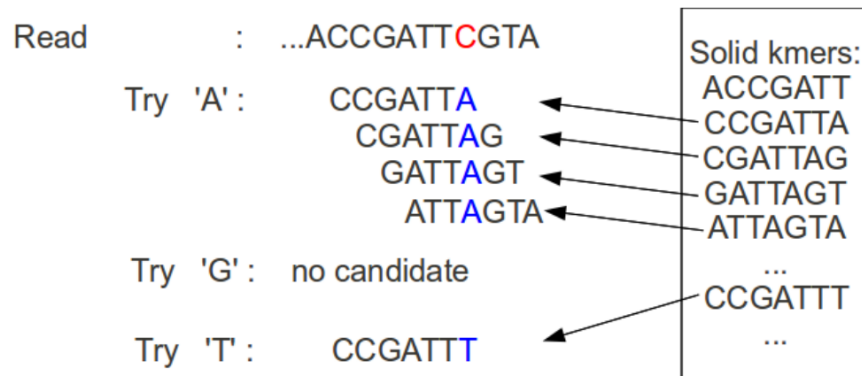 Read : ...ACCGATTCGTA
Try 'A' : CCGATTA
CGATTAG
GATTAGT
ATTAGTA
Try 'G' : no candidate
Try 'T' : CCGATTT
Solid kmers:
ACCGATT
CCGATTA
CGATTAG
GATTAGT
ATTAGTA
...
CCGATTT
...